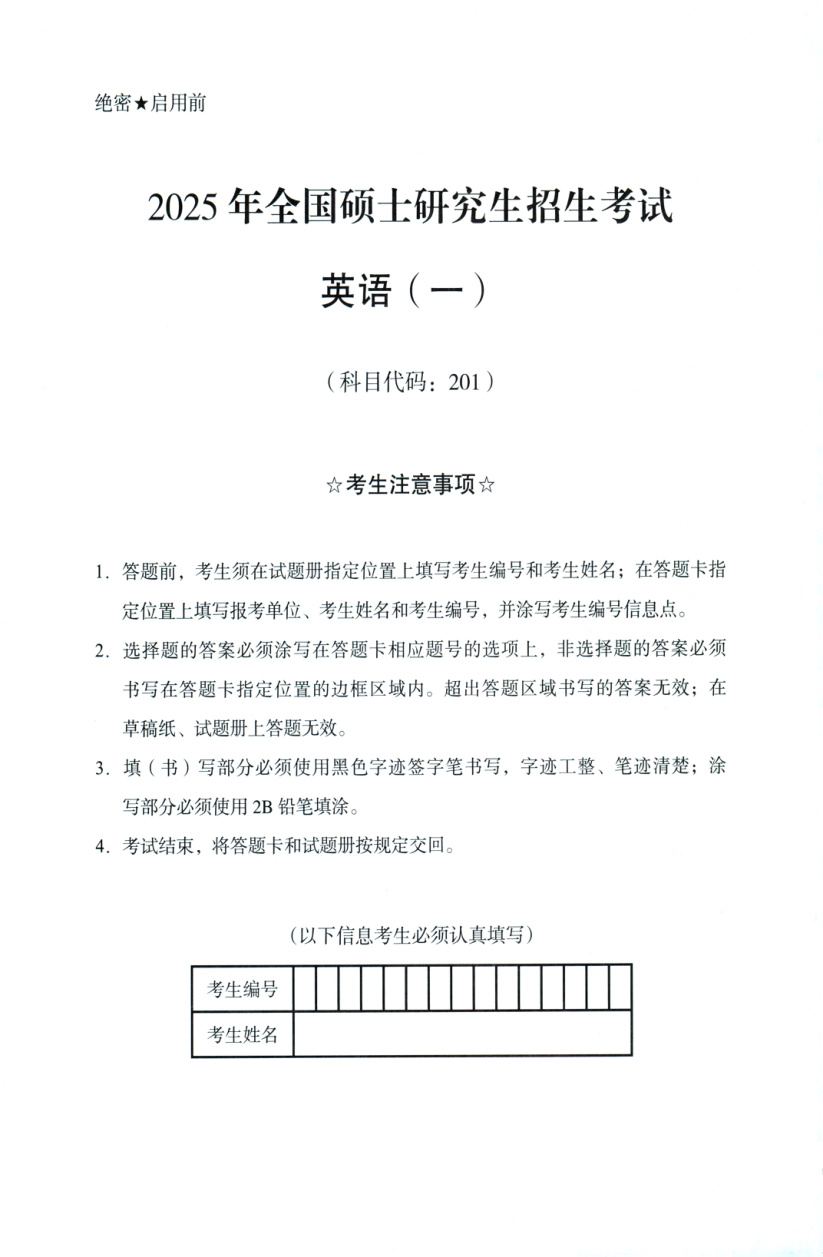 绝密★启用前
2025 年全国硕士研究生招生考试
英语（一）
（科目代码：201）
☆考生注意事项☆
1. 答题前，考生须在试题册指定位置上填写考生编号和考生姓名；在答题卡指
定位置上填写报考单位、考生姓名和考生编号，并涂写考生编号信息点。
2. 选择题的答案必须涂写在答题卡相应题号的选项上，非选择题的答案必须
书写在答题卡指定位置的边框区域内。超出答题区域书写的答案无效；在
草稿纸、试题册上答题无效。
3. 填（书）写部分必须使用黑色字迹签字笔书写，字迹工整、笔迹清楚；涂
写部分必须使用 2B 铅笔填涂。
4. 考试结束，将答题卡和试题册按规定交回。
（以下信息考生必须认真填写）
考生编号
考生姓名